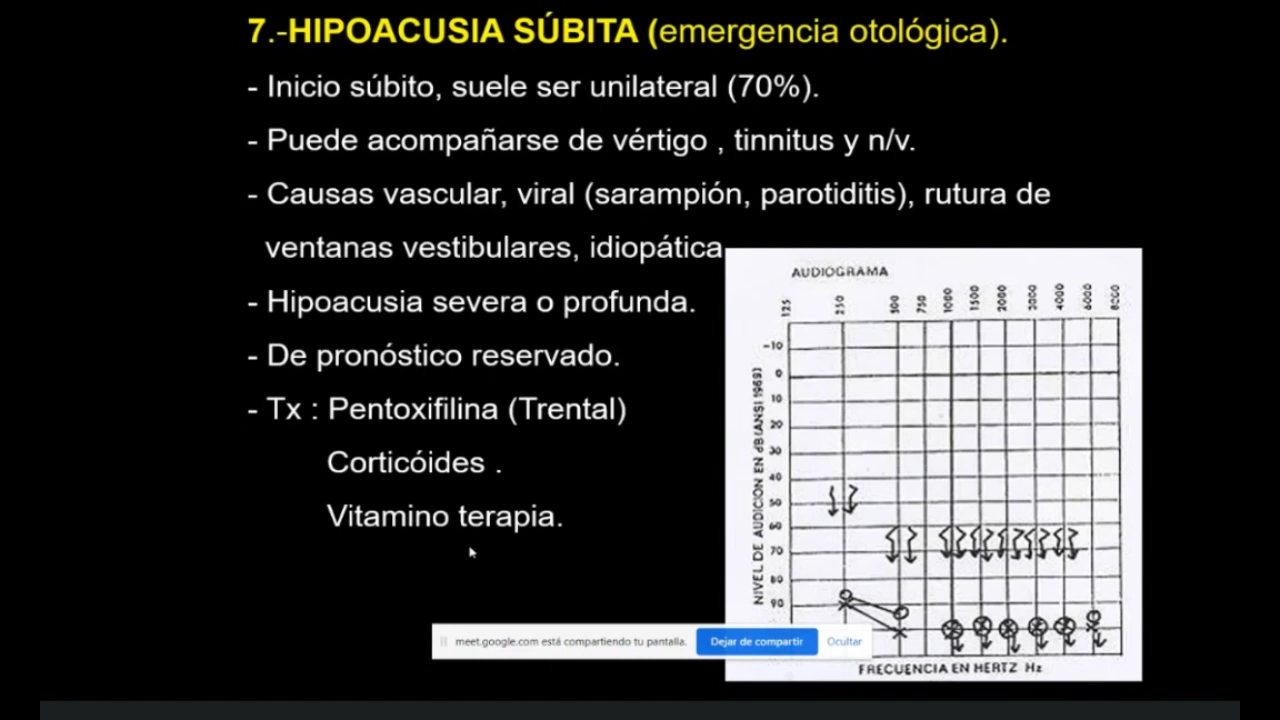 7.-HIPOACUSIA SÚBITA (emergencia otológica).
- Inicio súbito, suele ser unilateral (70%).
- Puede acompañarse de vértigo , tinnitus y n/v.
- Causas vascular, viral (sarampión, parotiditis), rutura de
ventanas vestibulares, idiopática
- Hipoacusia severa o profunda.
- De pronóstico reservado.
- Tx : Pentoxifilina (Trental)
Corticóides .
Vitamino terapia.
AUDIOGRAMA
125 250 500 750 1000 1500 2000 3000 4000 6000 8000
-10
0
10
20
30
40
50
60
70
80
90
NIVEL DE AUDICION EN dB (ANSI 1969)
FRECUENCIA EN HERTZ Hz
meet.google.com está compartiendo tu pantalla. Dejar de compartir Ocultar